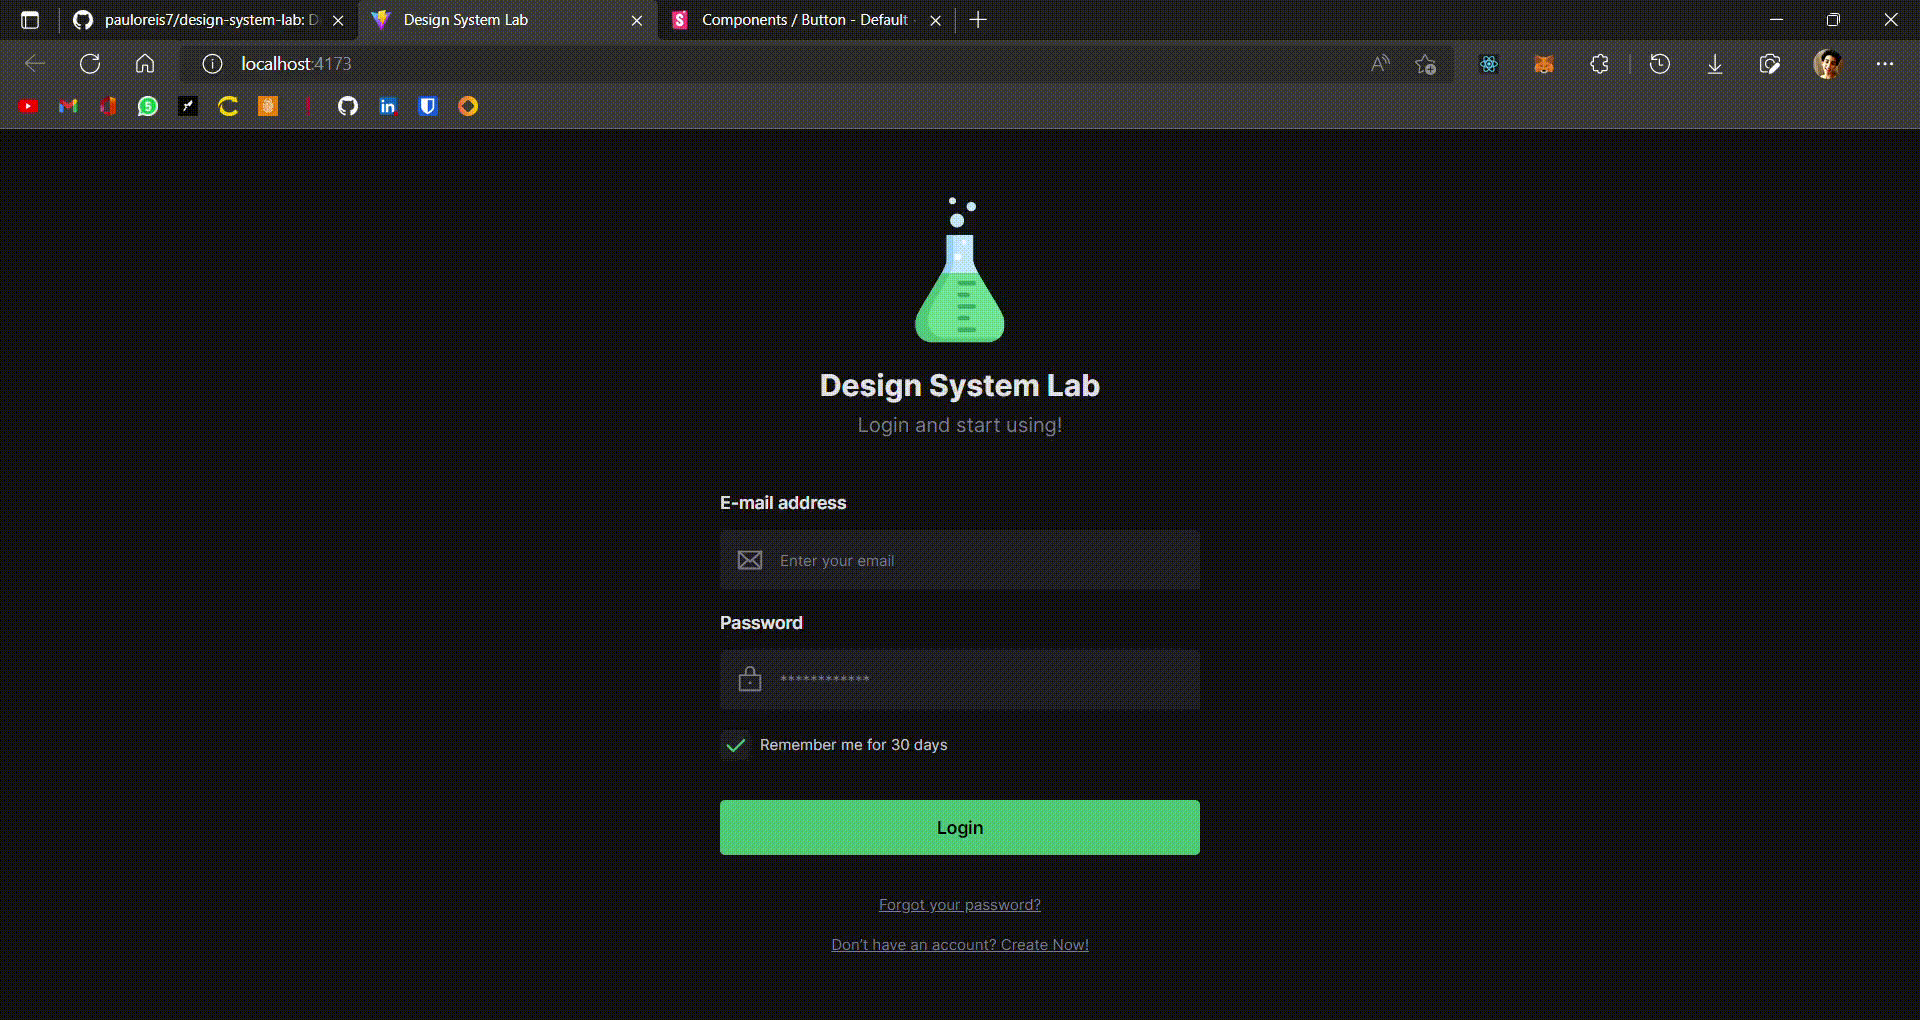 pauloreis7/design-system-lab: D
Design System Lab
Components / Button - Default
localhost:4173
Design System Lab
Login and start using!
E-mail address
Enter your email
Password
************
Remember me for 30 days
Login
Forgot your password?
Don't have an account? Create Now!